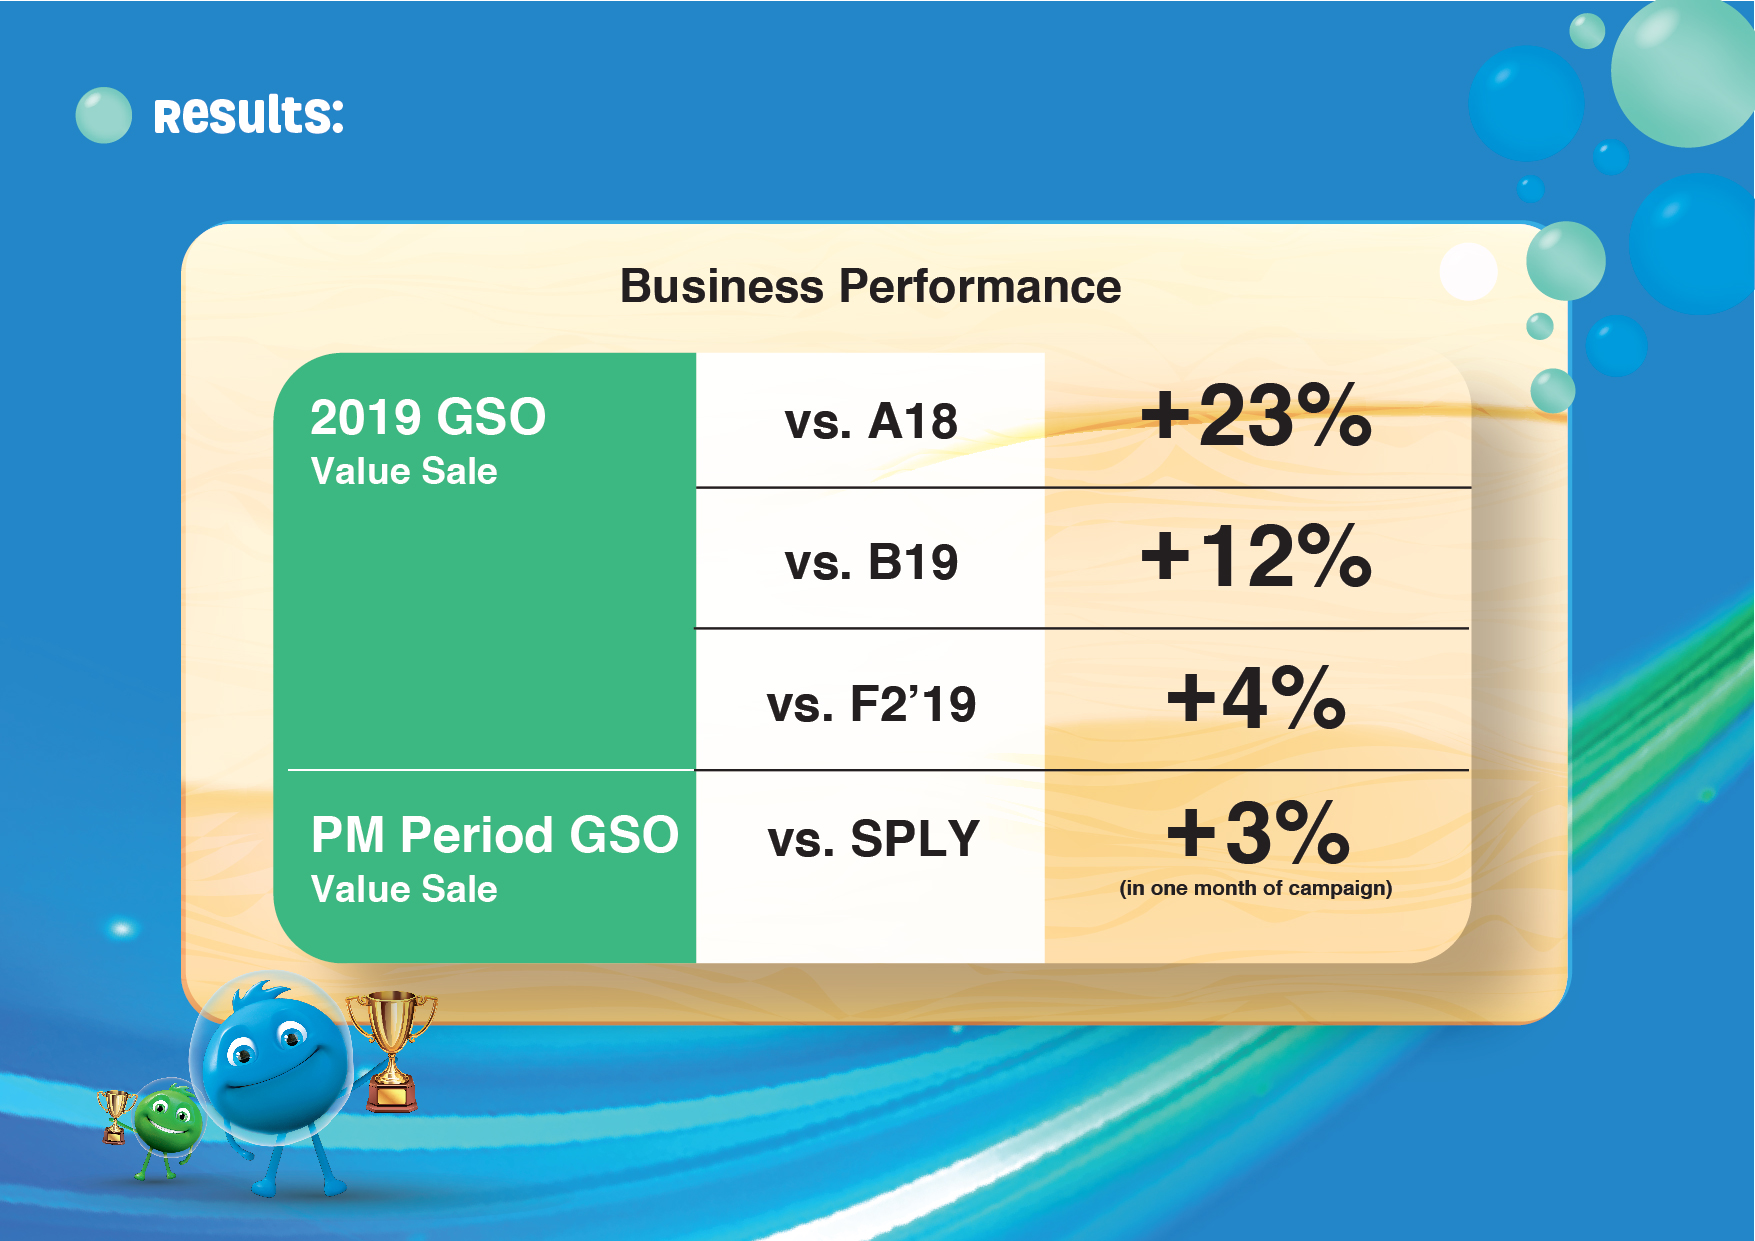 Results:
Business Performance
2019 GSO
Value Sale
vs. A18
+23%
vs. B19
+12%
vs. F2’19
+4%
PM Period GSO
Value Sale
vs. SPLY
+3%
(in one month of campaign)